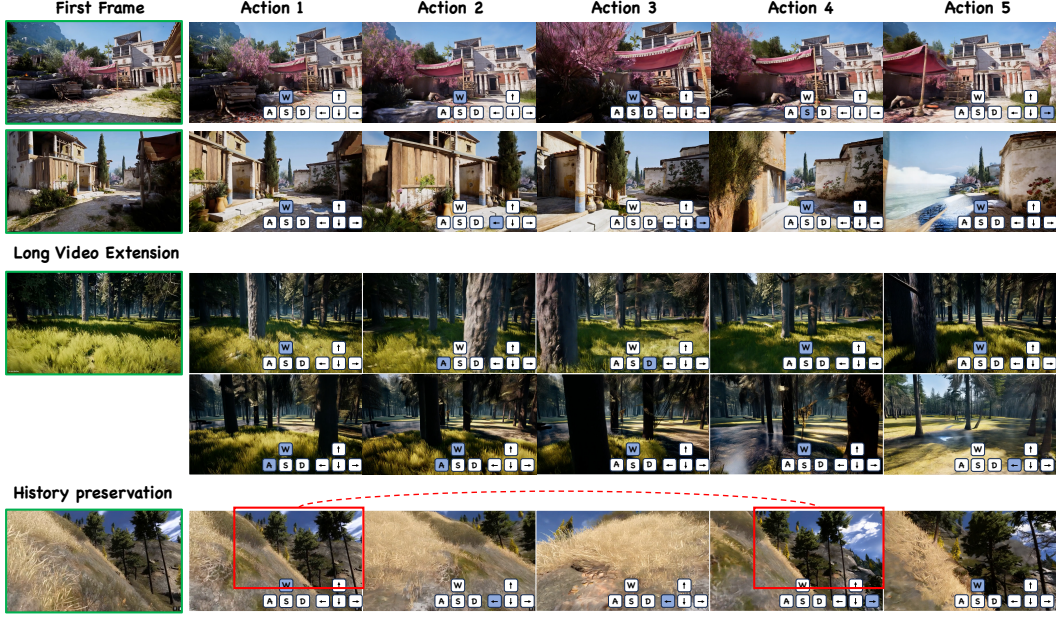 First Frame Action 1 Action 2 Action 3 Action 4 Action 5
W ↑ W ↑ W ↑ W ↑ W ↑
A S D ← ↓ → A S D ← ↓ → A S D ← ↓ → A S D ← ↓ → A S D ← ↓ →
W ↑ W ↑ W ↑ W ↑ W ↑
A S D ← ↓ → A S D ← ↓ → A S D ← ↓ → A S D ← ↓ → A S D ← ↓ →
Long Video Extension
W ↑ W ↑ W ↑ W ↑ W ↑
A S D ← ↓ → A S D ← ↓ → A S D ← ↓ → A S D ← ↓ → A S D ← ↓ →
W ↑ W ↑ W ↑ W ↑ W ↑
A S D ← ↓ → A S D ← ↓ → A S D ← ↓ → A S D ← ↓ → A S D ← ↓ →
History preservation
W ↑ W ↑ W ↑ W ↑ W ↑
A S D ← ↓ → A S D ← ↓ → A S D ← ↓ → A S D ← ↓ → A S D ← ↓ →